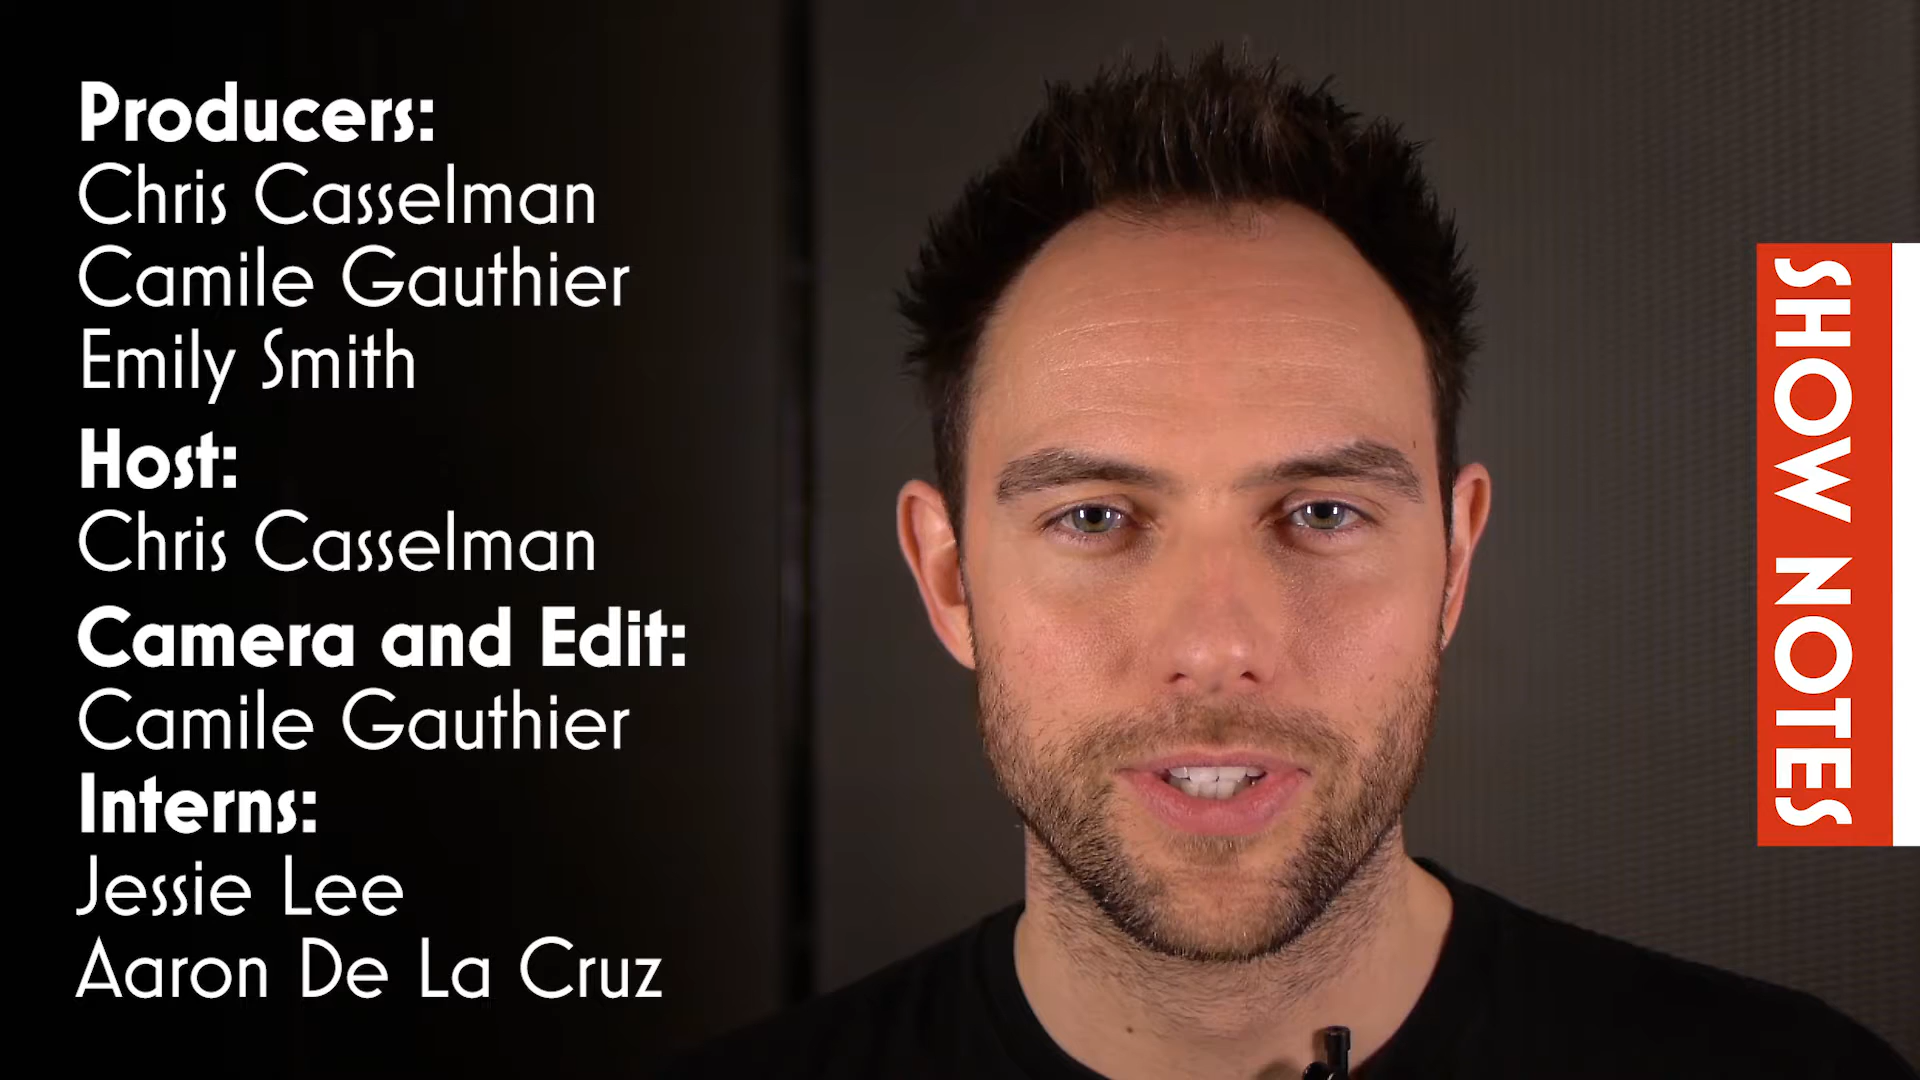 Producers:
Chris Casselman
Camile Gauthier
Emily Smith
Host:
Chris Casselman
Camera and Edit:
Camile Gauthier
Interns:
Jessie Lee
Aaron De La Cruz
SHOW NOTES